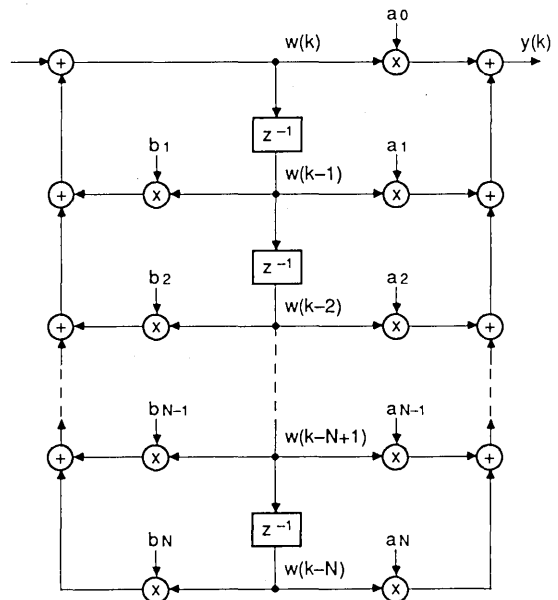 a0
w(k)
y(k)
+
x
+
z⁻¹
b1
w(k−1)
a1
+
x
x
+
z⁻¹
b2
w(k−2)
a2
+
x
x
+
bN−1
w(k−N+1)
aN−1
+
x
x
+
z⁻¹
bN
w(k−N)
aN
x
x